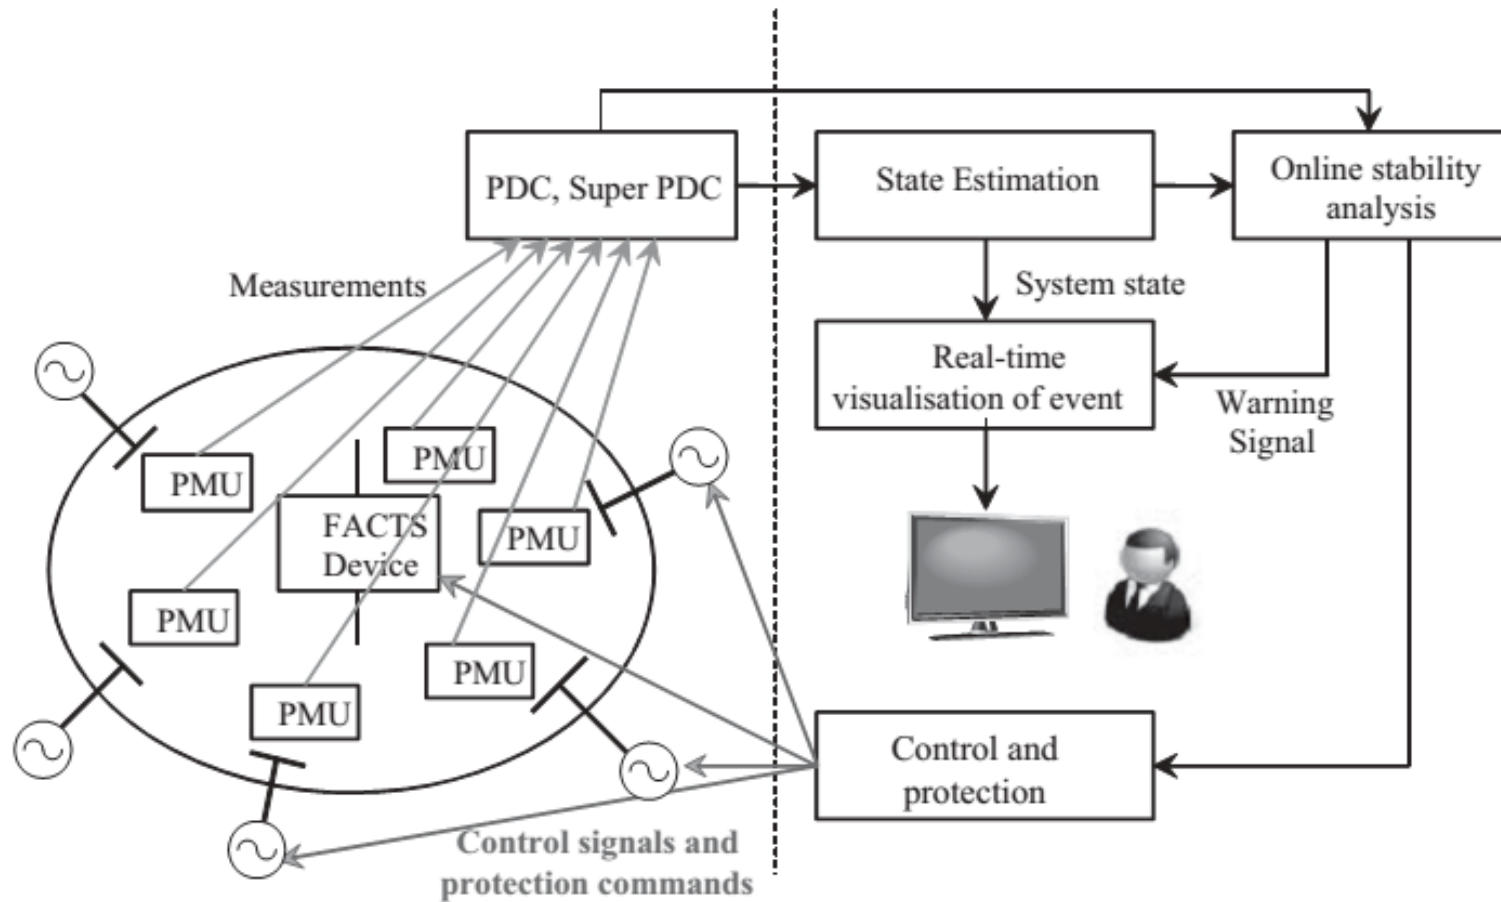 PDC, Super PDC
State Estimation
Online stability
analysis
Measurements
System state
Real-time
visualisation of event
Warning
Signal
PMU
PMU
FACTS
Device
PMU
PMU
PMU
PMU
Control and
protection
Control signals and
protection commands